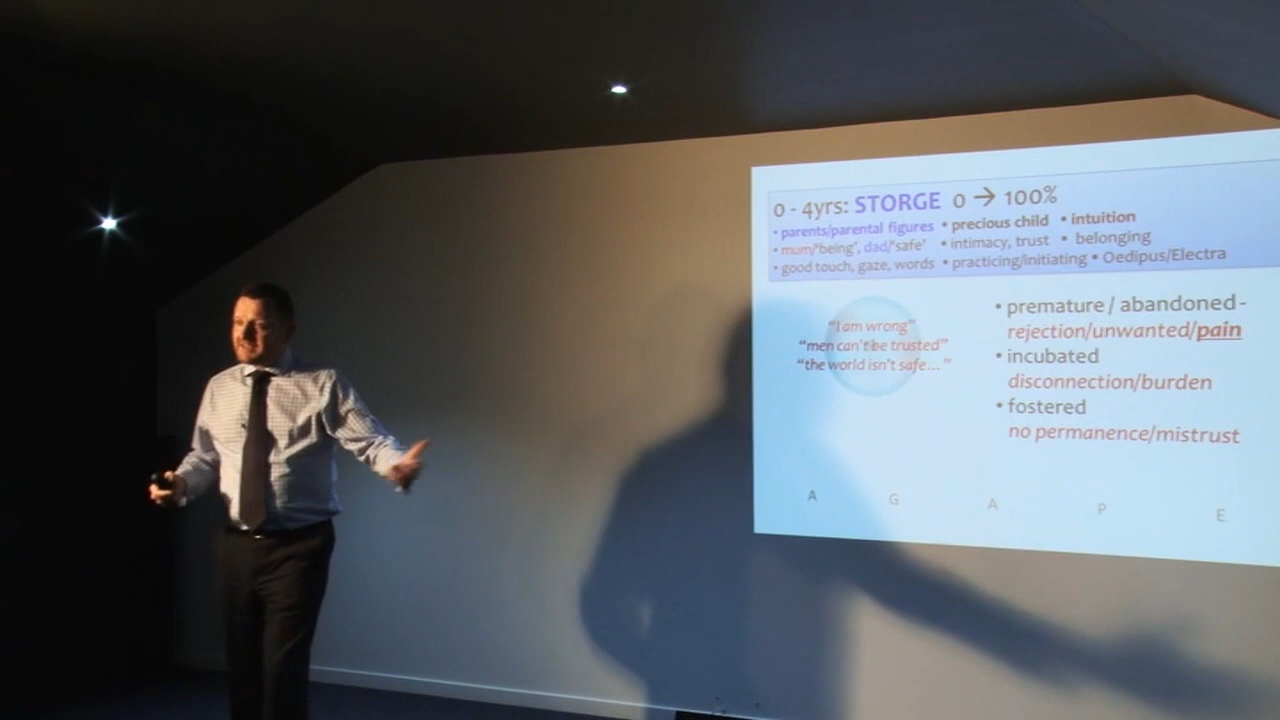 0 - 4yrs: STORGE 0 → 100%
• parents/parental figures • precious child • intuition
• mum/'being', dad/'safe' • intimacy, trust • belonging
• good touch, gaze, words • practicing/initiating • Oedipus/Electra
"I am wrong"
"men can't be trusted"
"the world isn't safe..."
• premature / abandoned -
rejection/unwanted/pain
• incubated
disconnection/burden
• fostered
no permanence/mistrust
A G A P E